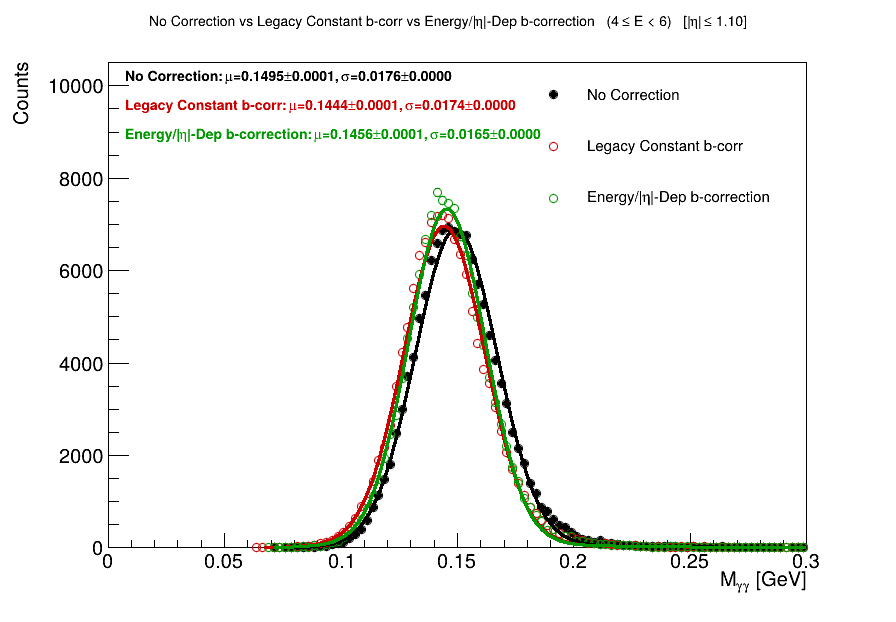 No Correction vs Legacy Constant b-corr vs Energy/|η|-Dep b-correction (4 ≤ E < 6) [|η| ≤ 1.10]
Counts
No Correction: μ=0.1495±0.0001, σ=0.0176±0.0000
Legacy Constant b-corr: μ=0.1444±0.0001, σ=0.0174±0.0000
Energy/|η|-Dep b-correction: μ=0.1456±0.0001, σ=0.0165±0.0000
No Correction
Legacy Constant b-corr
Energy/|η|-Dep b-correction
10000
8000
6000
4000
2000
0
0 0.05 0.1 0.15 0.2 0.25 0.3
Mγγ [GeV]